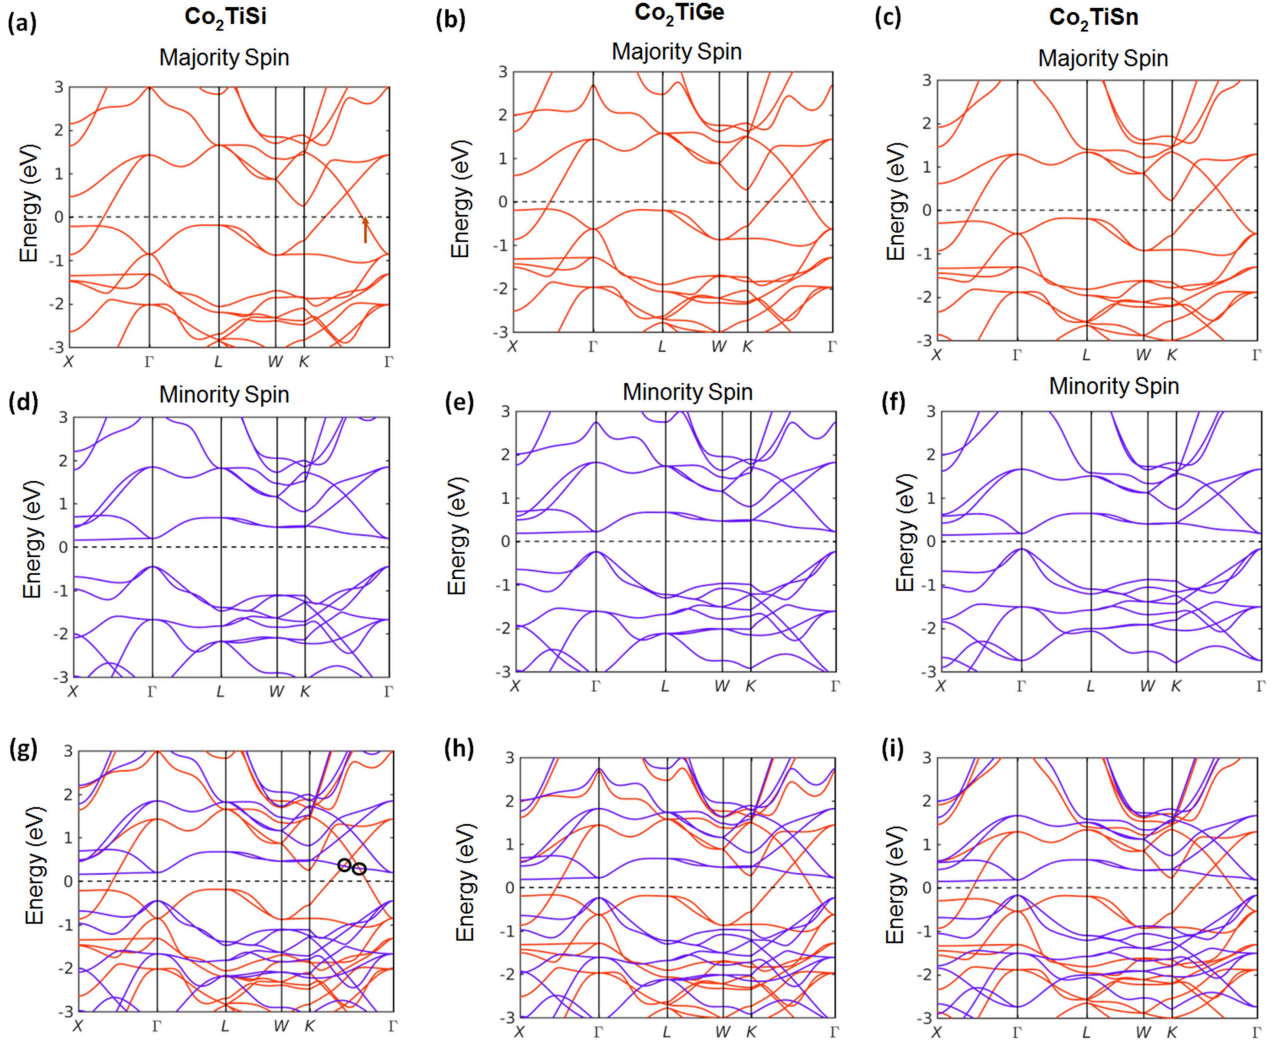 (a) Co2TiSi (b) Co2TiGe (c) Co2TiSn
Majority Spin Majority Spin Majority Spin
Energy (eV) Energy (eV) Energy (eV)
3 3 3
2 2 2
1 1 1
0 0 0
-1 -1 -1
-2 -2 -2
-3 -3 -3
X Γ L W K Γ X Γ L W K Γ X Γ L W K Γ
(d) Minority Spin (e) Minority Spin (f) Minority Spin
Energy (eV) Energy (eV) Energy (eV)
3 3 3
2 2 2
1 1 1
0 0 0
-1 -1 -1
-2 -2 -2
-3 -3 -3
X Γ L W K Γ X Γ L W K Γ X Γ L W K Γ
(g) (h) (i)
Energy (eV) Energy (eV) Energy (eV)
3 3 3
2 2 2
1 1 1
0 0 0
-1 -1 -1
-2 -2 -2
-3 -3 -3
X Γ L W K Γ X Γ L W K Γ X Γ L W K Γ